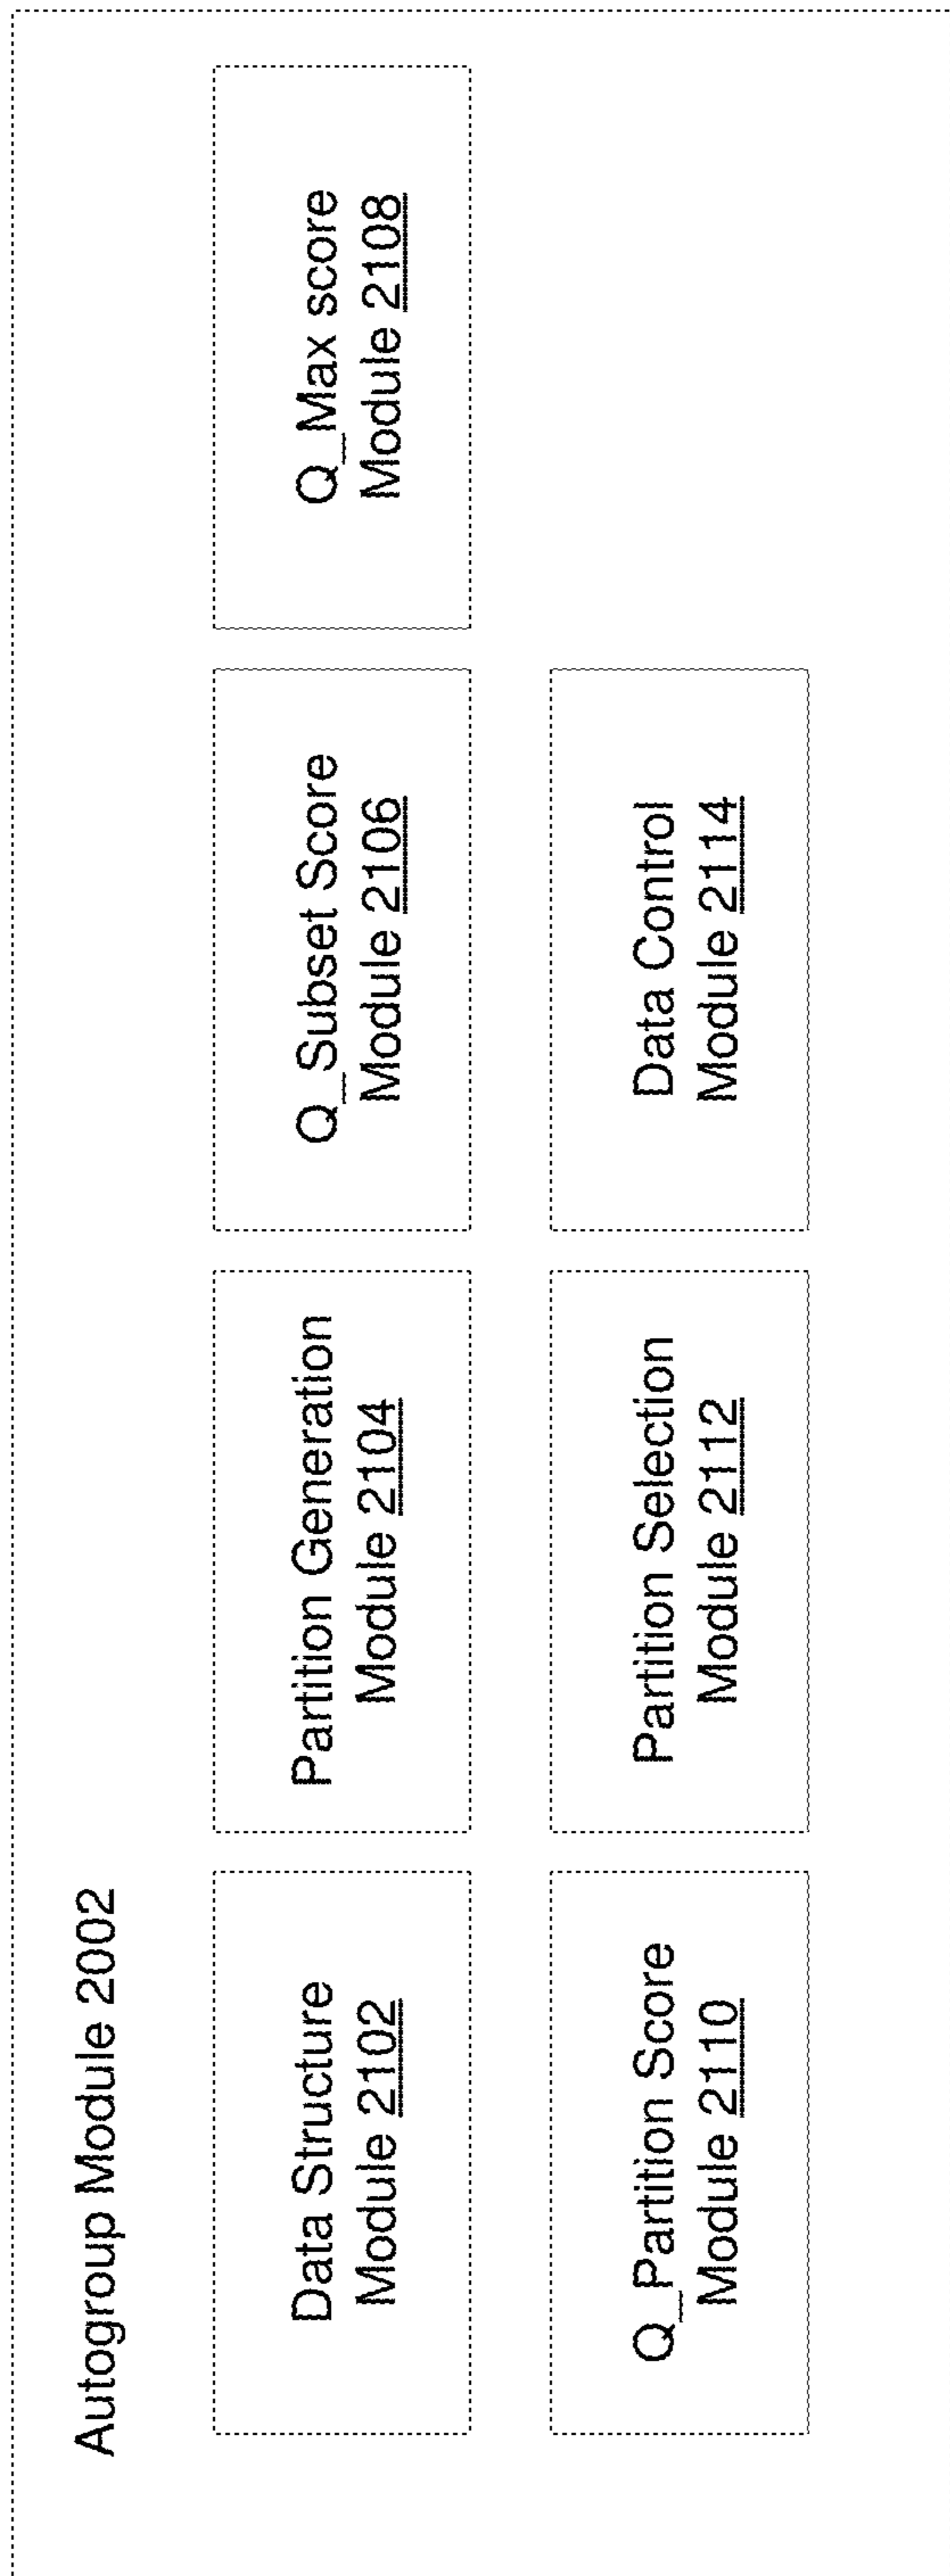 Autogroup Module 2002
Data Structure
Module 2102
Partition Generation
Module 2104
Q_Subset Score
Module 2106
Q_Max score
Module 2108
Q_Partition Score
Module 2110
Partition Selection
Module 2112
Data Control
Module 2114